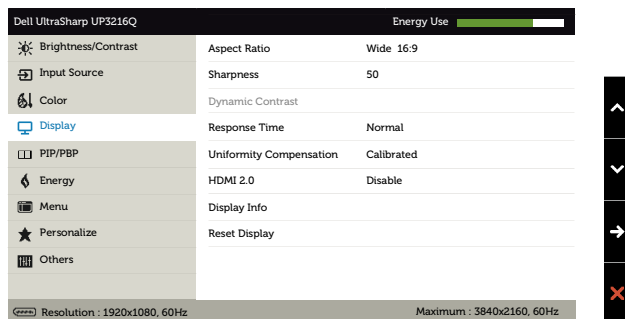 Dell UltraSharp UP3216Q Energy Use
Brightness/Contrast Aspect Ratio Wide 16:9
Input Source Sharpness 50
Color Dynamic Contrast
Display Response Time Normal
PIP/PBP Uniformity Compensation Calibrated
Energy HDMI 2.0 Disable
Menu Display Info
Personalize Reset Display
Others
Resolution : 1920x1080, 60Hz Maximum : 3840x2160, 60Hz